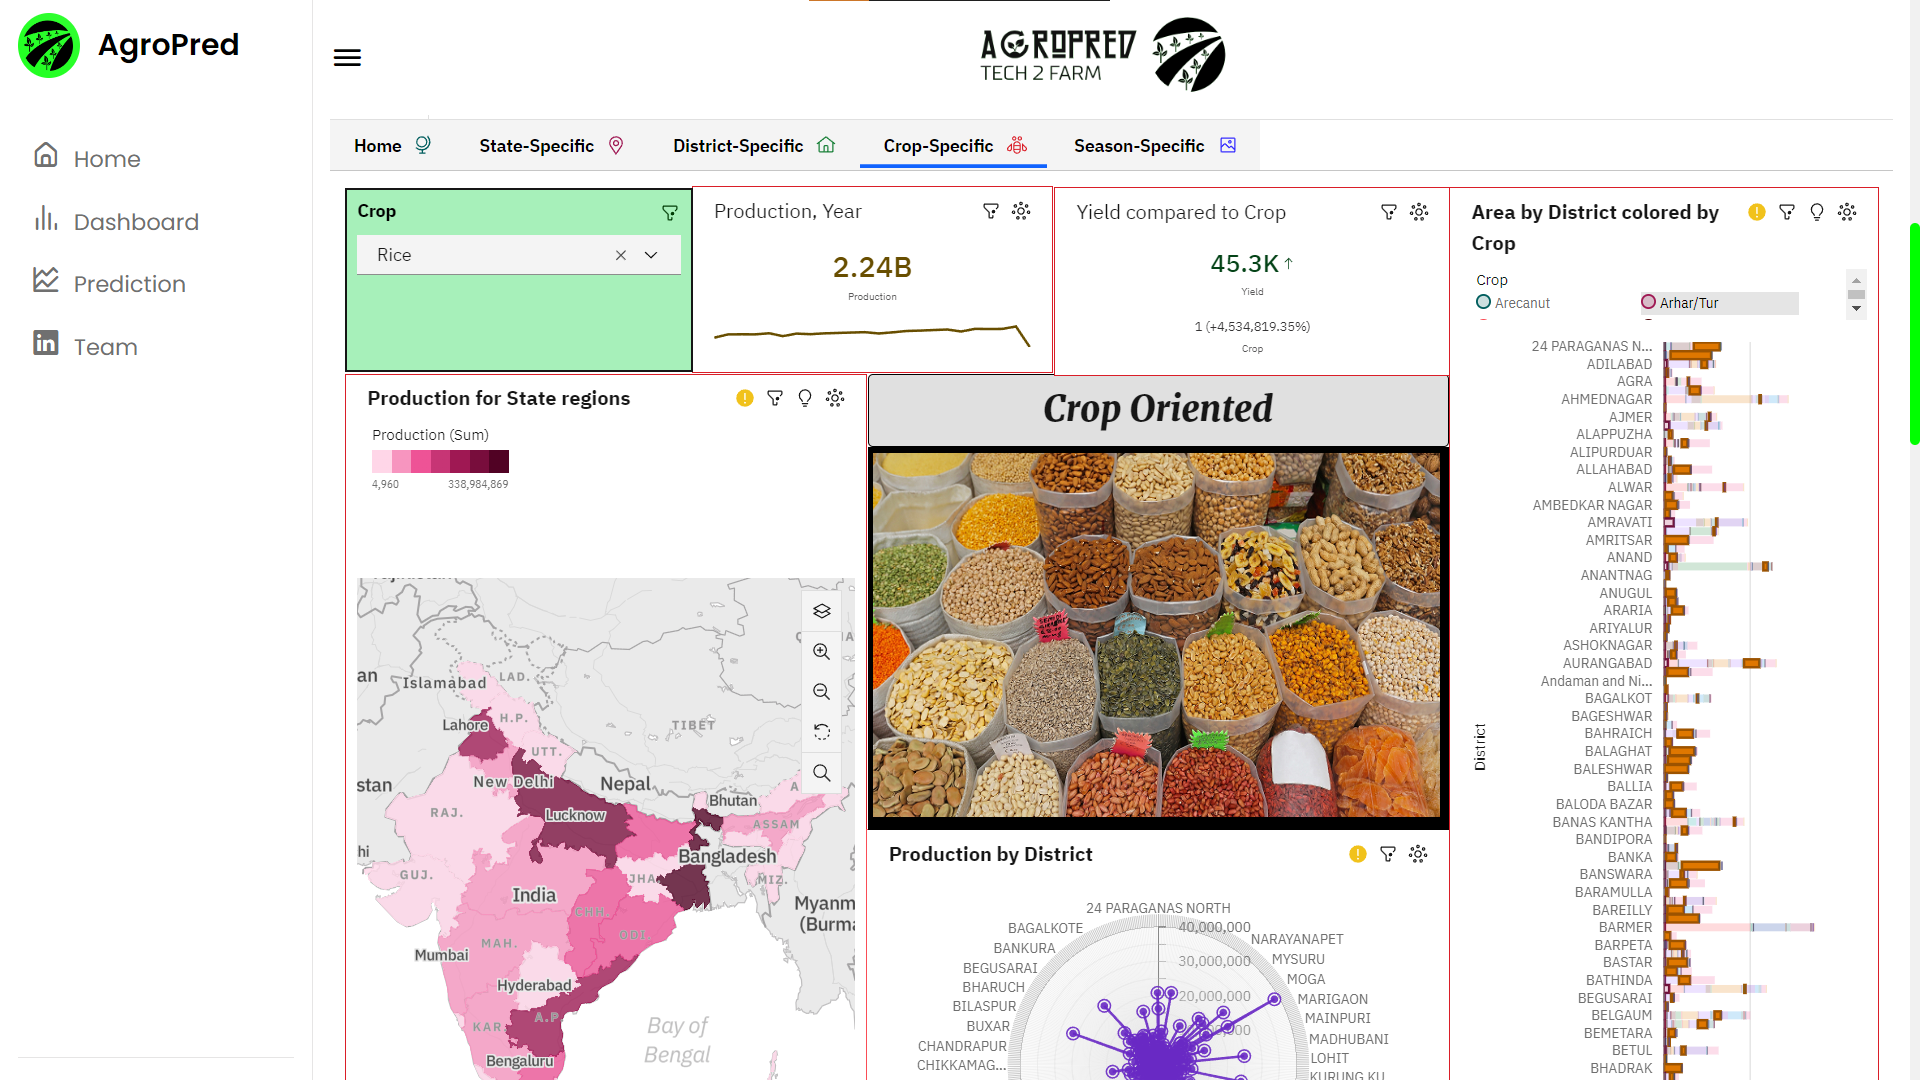 AgroPred
Home
Dashboard
Prediction
Team
AGROPRED
TECH 2 FARM
Home
State-Specific
District-Specific
Crop-Specific
Season-Specific
Crop
Rice
Production, Year
2.24B
Production
Yield compared to Crop
45.3K
Yield
1 (+4,534,819.35%)
Crop
Area by District colored by
Crop
Crop
Arecanut
Arhar/Tur
Production for State regions
Production (Sum)
4,960
338,984,869
an
Islamabad
LAD.
Lahore
H.P.
TIBET
UTT.
New Delhi
Nepal
stan
Bhutan
A
RAJ.
Lucknow
ASSAM
hi
Bangladesh
GUJ.
JHA
MIZ.
India
Myanm
(Burma
CHH.
ODI.
MAH.
Mumbai
Hyderabad
A.P.
KAR.
Bay of
Bengal
Bengaluru
Crop Oriented
Production by District
24 PARAGANAS NORTH
BAGALKOTE
BANKURA
BEGUSARAI
BHARUCH
BILASPUR
BUXAR
CHANDRAPUR
CHIKKAMAG...
40,000,000
30,000,000
20,000,000
NARAYANAPET
MYSURU
MOGA
MARIGAON
MAINPURI
MADHUBANI
LOHIT
KURUNG KU
District
24 PARAGANAS N...
ADILABAD
AGRA
AHMEDNAGAR
AJMER
ALAPPUZHA
ALIPURDUAR
ALLAHABAD
ALWAR
AMBEDKAR NAGAR
AMRAVATI
AMRITSAR
ANAND
ANANTNAG
ANUGUL
ARARIA
ARIYALUR
ASHOKNAGAR
AURANGABAD
Andaman and Ni...
BAGALKOT
BAGESHWAR
BAHRAICH
BALAGHAT
BALESHWAR
BALLIA
BALODA BAZAR
BANAS KANTHA
BANDIPORA
BANKA
BANSWARA
BARAMULLA
BAREILLY
BARMER
BARPETA
BASTAR
BATHINDA
BEGUSARAI
BELGAUM
BEMETARA
BETUL
BHADRAK